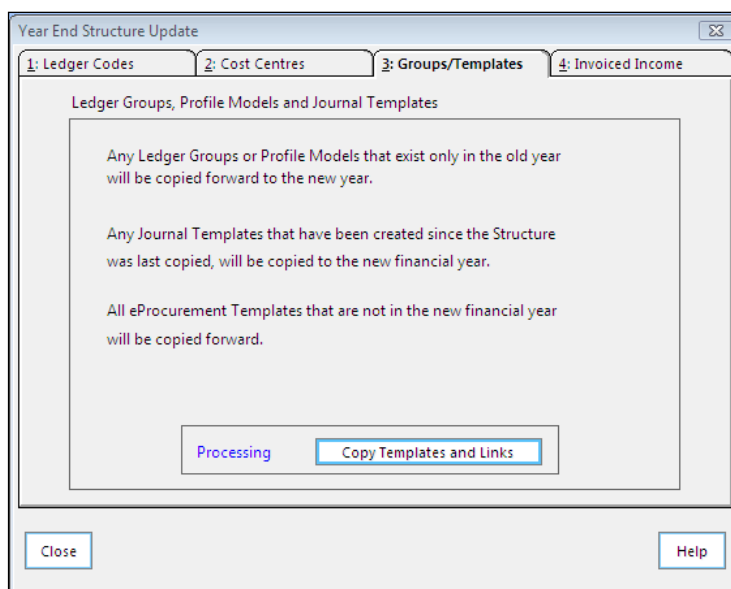 Year End Structure Update
1: Ledger Codes
2: Cost Centres
3: Groups/Templates
4: Invoiced Income
Ledger Groups, Profile Models and Journal Templates
Any Ledger Groups or Profile Models that exist only in the old year
will be copied forward to the new year.
Any Journal Templates that have been created since the Structure
was last copied, will be copied to the new financial year.
All eProcurement Templates that are not in the new financial year
will be copied forward.
Processing
Copy Templates and Links
Close
Help